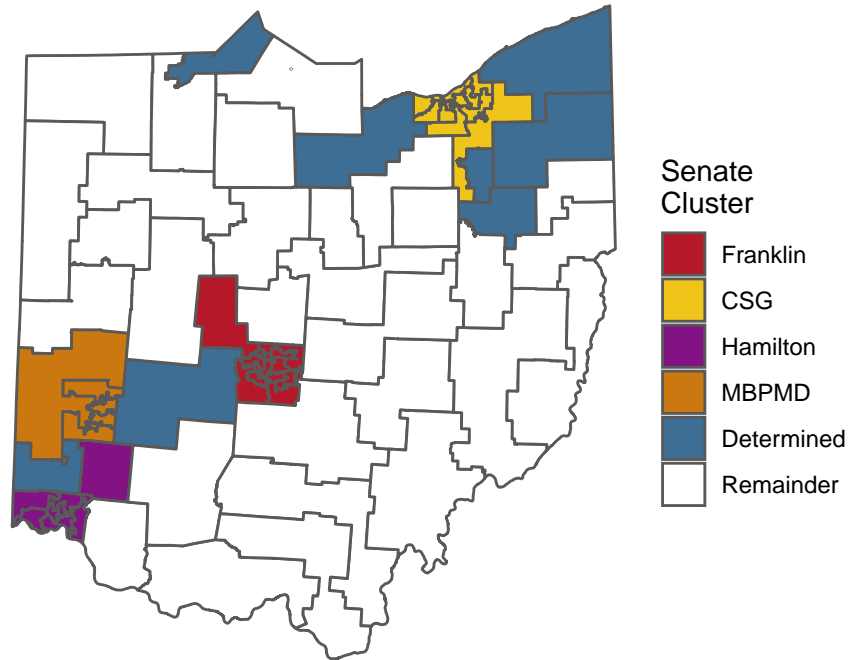 Senate
Cluster
Franklin
CSG
Hamilton
MBPMD
Determined
Remainder